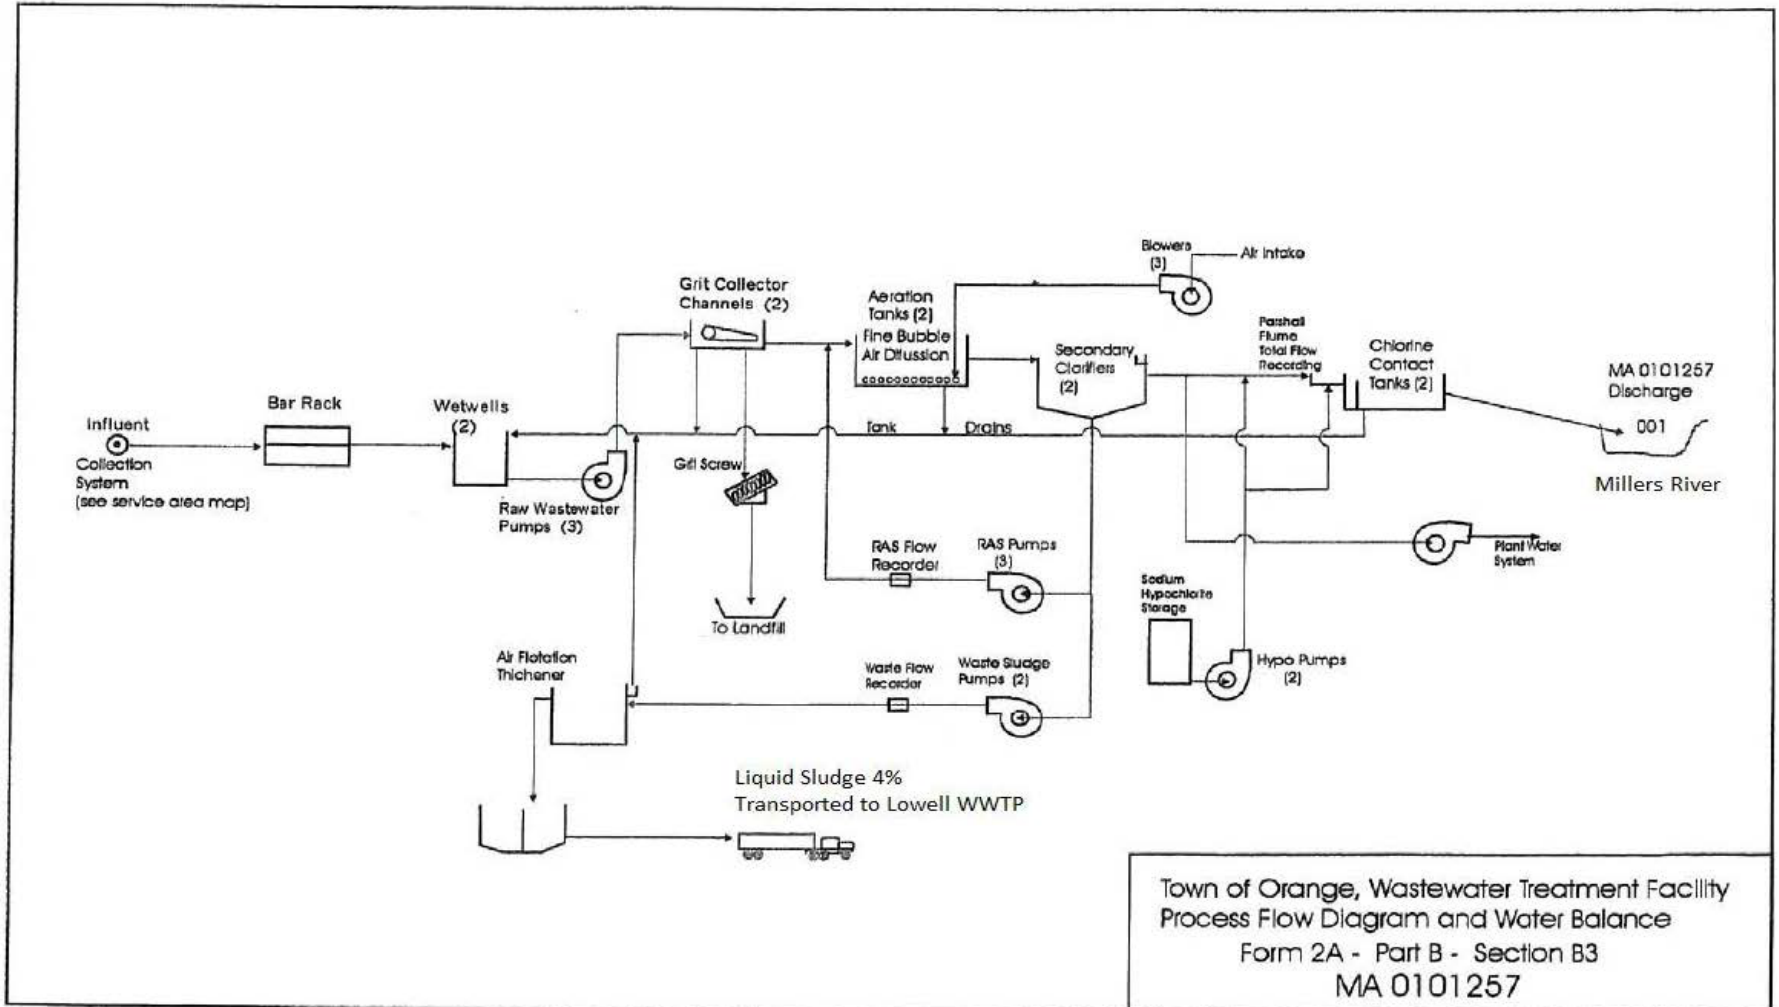 Influent
Collection
System
(see service area map)
Bar Rack
Wetwells
(2)
Raw Wastewater
Pumps (3)
Grit Collector
Channels (2)
Grit Screw
To Landfill
Aeration
Tanks (2)
Fine Bubble
Air Difussion
Blowers
(3)
Air Intake
Secondary
Clarifiers
(2)
Parshall
Flume
Total Flow
Recording
Chlorine
Contact
Tanks (2)
MA 0101257
Discharge
001
Millers River
Tank Drains
RAS Flow
Recorder
RAS Pumps
(3)
Plant Water
System
Sodium
Hypochlorite
Storage
Hypo Pumps
(2)
Air Flotation
Thichener
Waste Flow
Recorder
Waste Sludge
Pumps (2)
Liquid Sludge 4%
Transported to Lowell WWTP
Town of Orange, Wastewater Treatment Facility
Process Flow Diagram and Water Balance
Form 2A - Part B - Section B3
MA 0101257